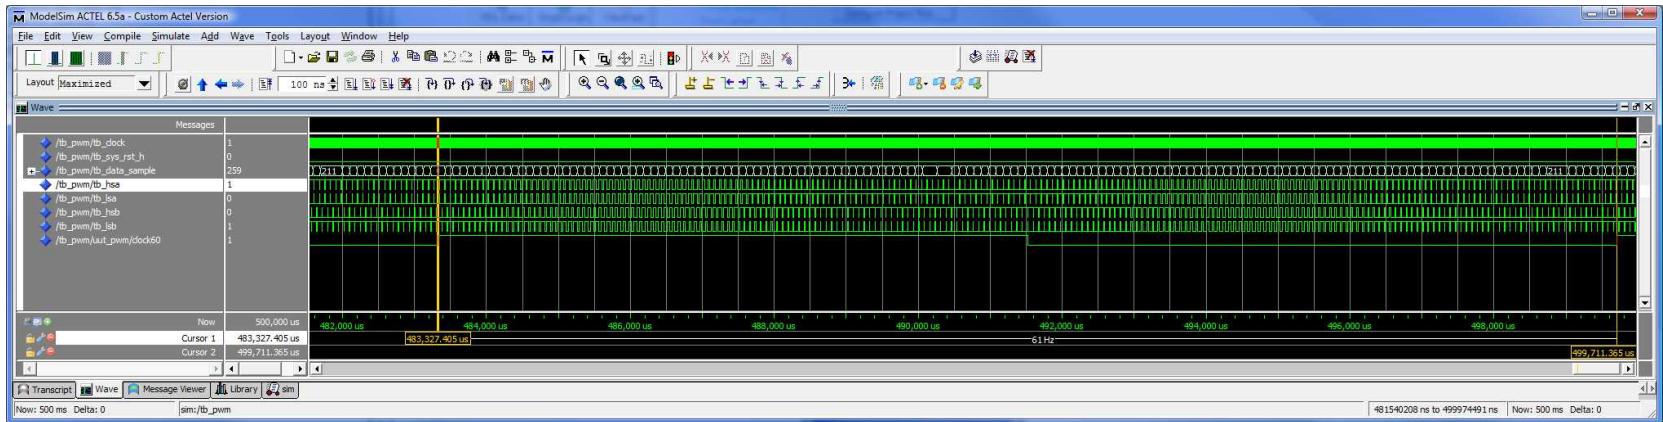 ModelSim ACTEL 6.5a - Custom Actel Version
File Edit View Compile Simulate Add Wave Tools Layout Window Help
Layout Maximized 100 ns
Wave
Messages
/tb_pwm/tb_clock 1
/tb_pwm/tb_sys_rst_h 0
/tb_pwm/tb_data_sample 259 211 211
/tb_pwm/tb_hsa 1
/tb_pwm/tb_lsa 0
/tb_pwm/tb_hsb 0
/tb_pwm/tb_lsb 1
/tb_pwm/uut_pwm/clock60 1
Now 500,000 us 482,000 us 484,000 us 486,000 us 488,000 us 490,000 us 492,000 us 494,000 us 496,000 us 498,000 us
Cursor 1 483,327.405 us 483,327.405 us 61 Hz
Cursor 2 499,711.365 us 499,711.365 us
Transcript Wave Message Viewer Library sim
Now: 500 ms Delta: 0 sim:/tb_pwm 481540208 ns to 499974491 ns Now: 500 ms Delta: 0